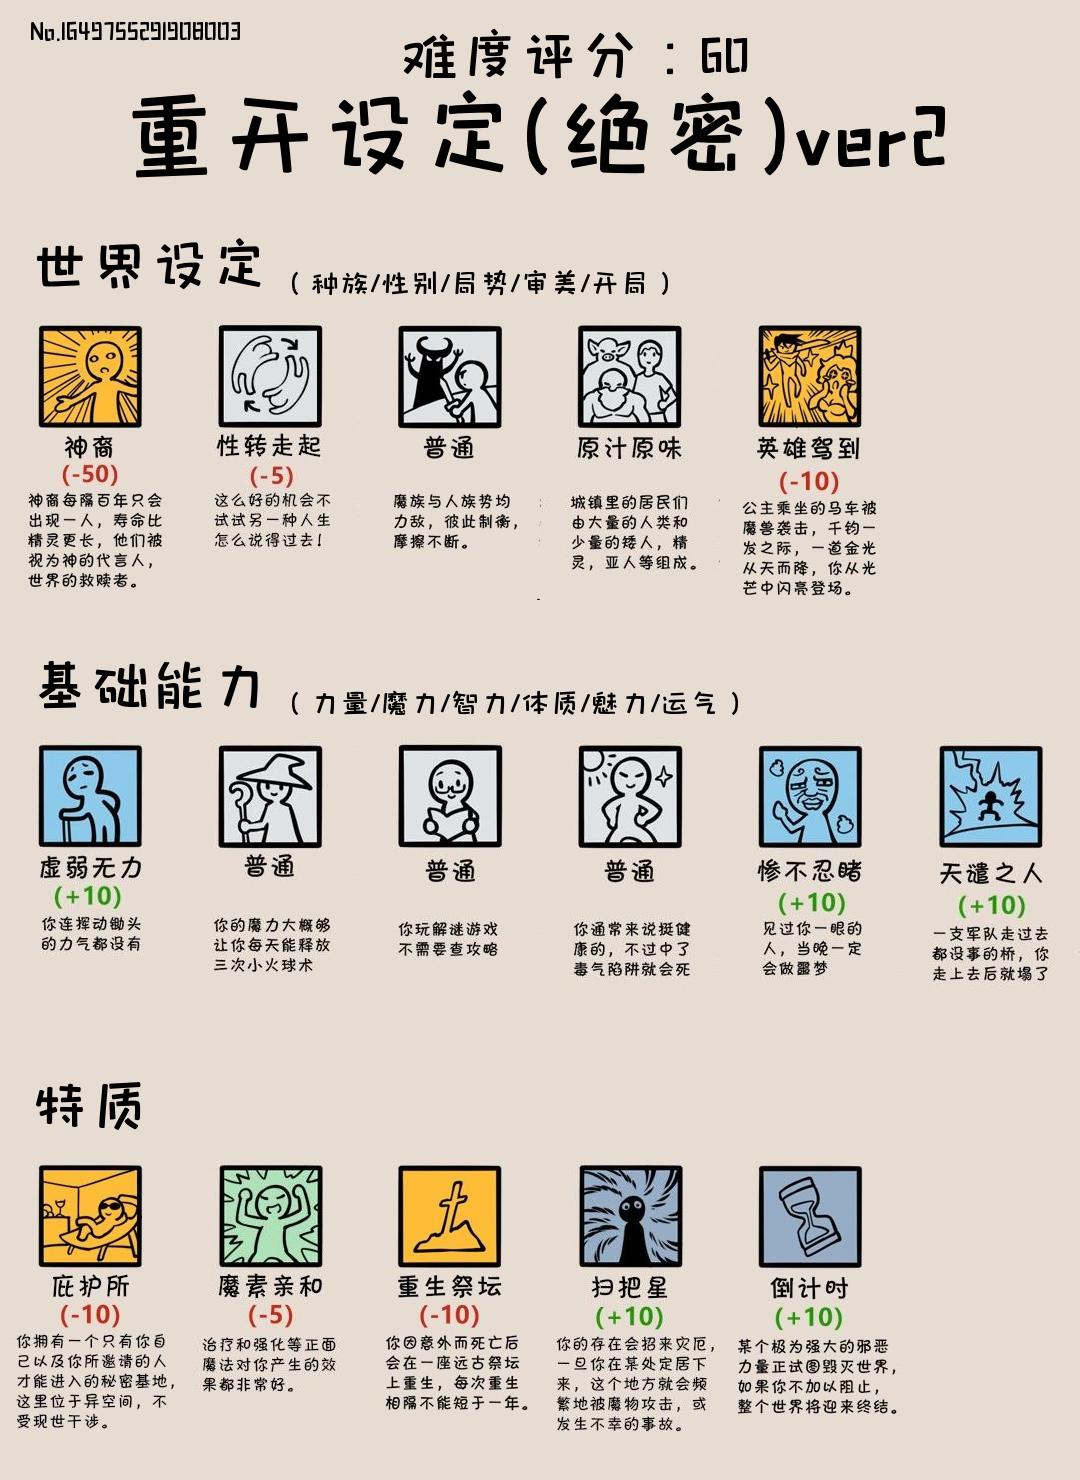 No.1649755291908003
难度评分：60
重开设定(绝密)ver2
世界设定 ( 种族/性别/局势/审美/开局 )
神裔
(-50)
神裔每隔百年只会
出现一人，寿命比
精灵更长，他们被
视为神的代言人，
世界的救赎者。
性转走起
(-5)
这么好的机会不
试试另一种人生
怎么说得过去！
普通
魔族与人族势均
力敌，彼此制衡，
摩擦不断。
原汁原味
城镇里的居民们
由大量的人类和
少量的矮人，精
灵，亚人等组成。
英雄驾到
(-10)
公主乘坐的马车被
魔兽袭击，千钧一
发之际，一道金光
从天而降，你从光
芒中闪亮登场。
基础能力 ( 力量/魔力/智力/体质/魅力/运气 )
虚弱无力
(+10)
你连挥动锄头
的力气都没有
普通
你的魔力大概够
让你每天能释放
三次小火球术
普通
你玩解谜游戏
不需要查攻略
普通
你通常来说挺健
康的，不过中了
毒气陷阱就会死
惨不忍睹
(+10)
见过你一眼的
人，当晚一定
会做噩梦
天谴之人
(+10)
一支军队走过去
都没事的桥，你
走上去后就塌了
特质
庇护所
(-10)
你拥有一个只有你自
己以及你所邀请的人
才能进入的秘密基地，
这里位于异空间，不
受现世干涉。
魔素亲和
(-5)
治疗和强化等正面
魔法对你产生的效
果都非常好。
重生祭坛
(-10)
你因意外而死亡后
会在一座远古祭坛
上重生，每次重生
相隔不能短于一年。
扫把星
(+10)
你的存在会招来灾厄，
一旦你在某处定居下
来，这个地方就会频
繁地被魔物攻击，或
发生不幸的事故。
倒计时
(+10)
某个极为强大的邪恶
力量正试图毁灭世界，
如果你不加以阻止，
整个世界将迎来终结。